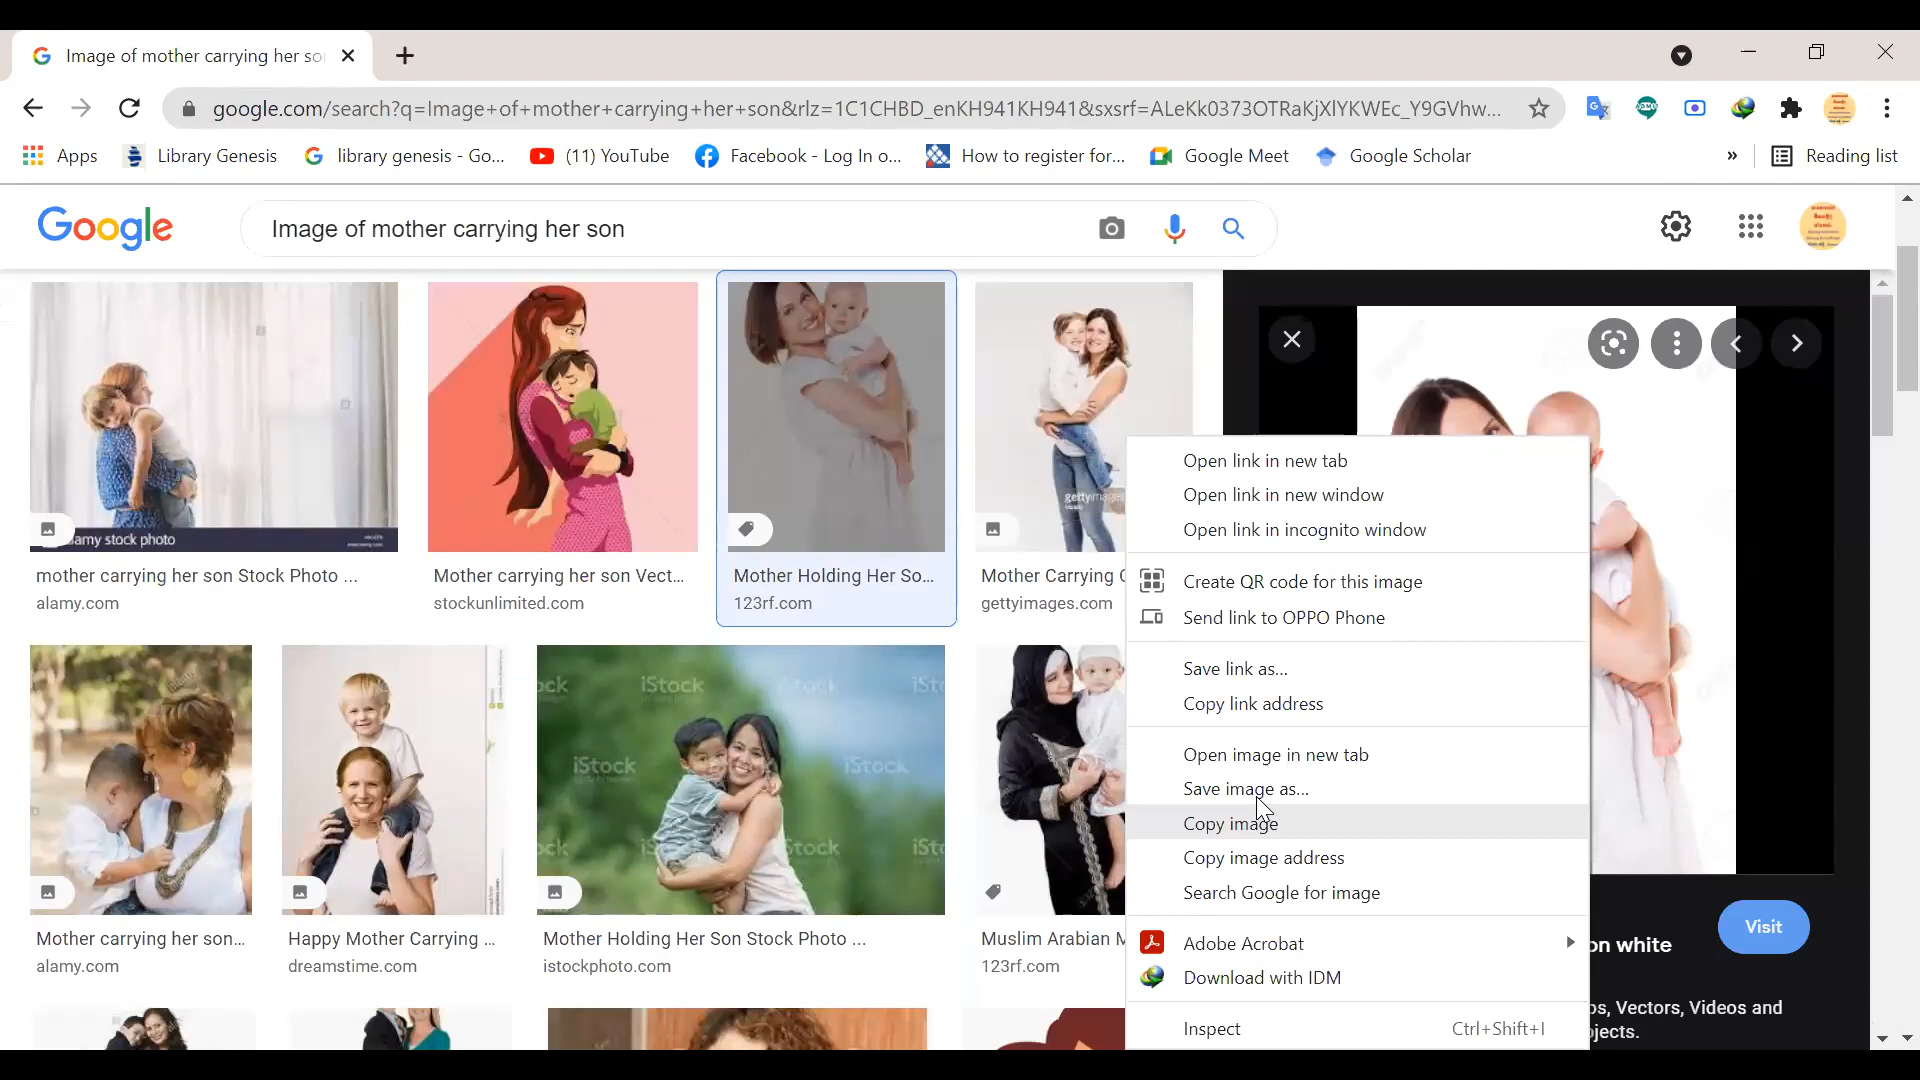 Image of mother carrying her so
google.com/search?q=Image+of+mother+carrying+her+son&rlz=1C1CHBD_enKH941KH941&sxsrf=ALeKk0373OTRaKjXlYKWEc_Y9GVhw...
Apps
Library Genesis
library genesis - Go...
(11) YouTube
Facebook - Log In o...
How to register for...
Google Meet
Google Scholar
»
Reading list
Google
Image of mother carrying her son
alamy stock photo
gettyimages
mother carrying her son Stock Photo ...
alamy.com
Mother carrying her son Vect...
stockunlimited.com
Mother Holding Her So...
123rf.com
Mother Carrying
gettyimages.com
iStock
iStock
iStock
Mother carrying her son...
alamy.com
Happy Mother Carrying ...
dreamstime.com
Mother Holding Her Son Stock Photo ...
istockphoto.com
Muslim Arabian M
123rf.com
Open link in new tab
Open link in new window
Open link in incognito window
Create QR code for this image
Send link to OPPO Phone
Save link as...
Copy link address
Open image in new tab
Save image as...
Copy image
Copy image address
Search Google for image
Adobe Acrobat
Download with IDM
Inspect Ctrl+Shift+I
on white
Visit
os, Vectors, Videos and
ojects.